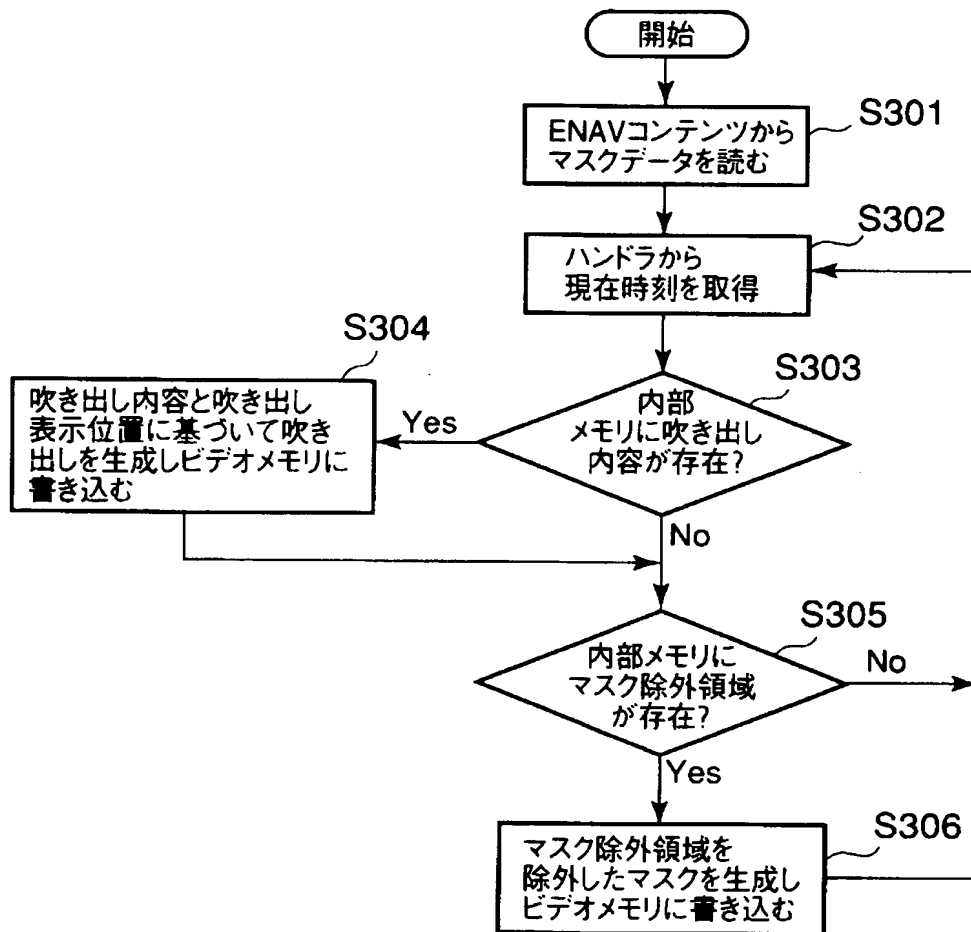 開始
S301
ENAVコンテンツから
マスクデータを読む
S302
ハンドラから
現在時刻を取得
S303
内部
メモリに吹き出し
内容が存在?
Yes
No
S304
吹き出し内容と吹き出し
表示位置に基づいて吹き
出しを生成しビデオメモリに
書き込む
S305
内部メモリに
マスク除外領域
が存在?
No
Yes
S306
マスク除外領域を
除外したマスクを生成し
ビデオメモリに書き込む